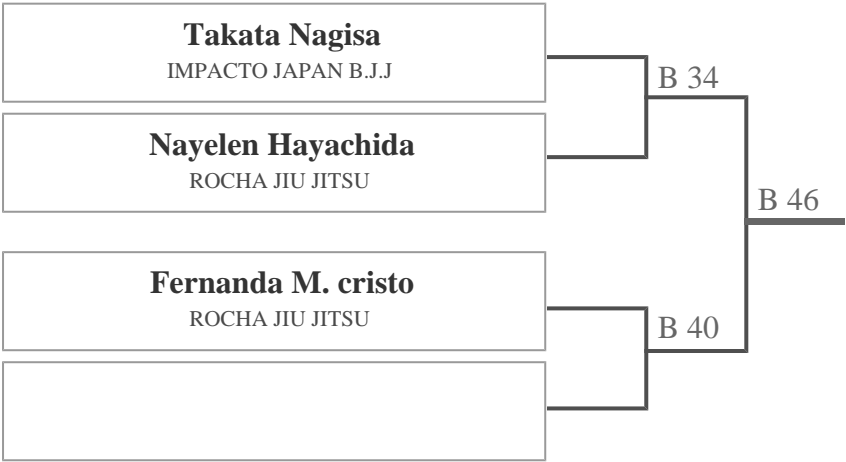 Takata Nagisa
IMPACTO JAPAN B.J.J
B 34
Nayelen Hayachida
ROCHA JIU JITSU
B 46
Fernanda M. cristo
ROCHA JIU JITSU
B 40